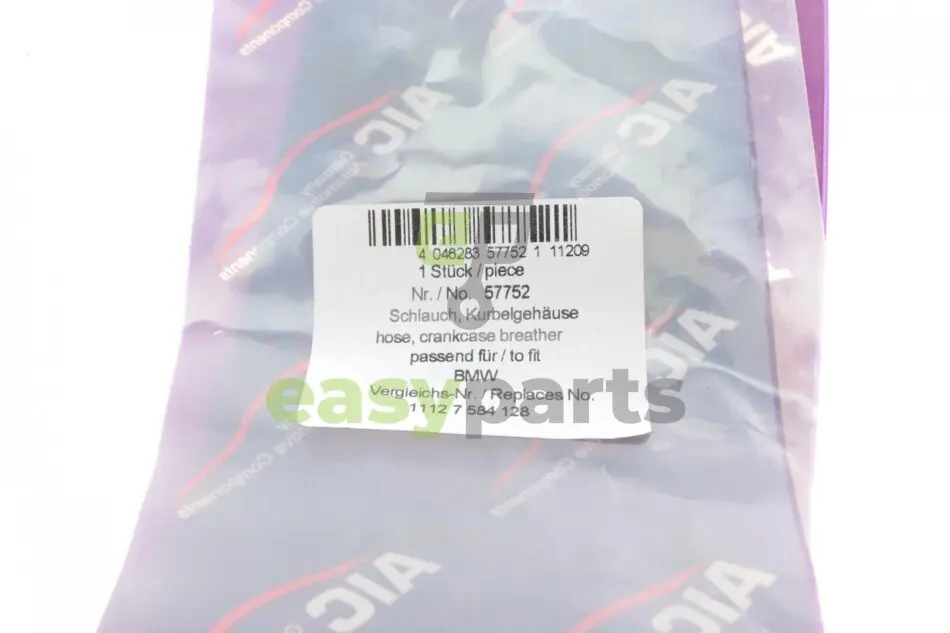 AIC
AIC
4 046283 57752 1 11209
1 Stück / piece
Nr. / No. 57752
Schlauch, Kurbelgehäuse
hose, crankcase breather
passend für / to fit
BMW
easyparts
Vergleichs-Nr. / Replaces No.
1112 7 584 128
AIC
AIC
AIC